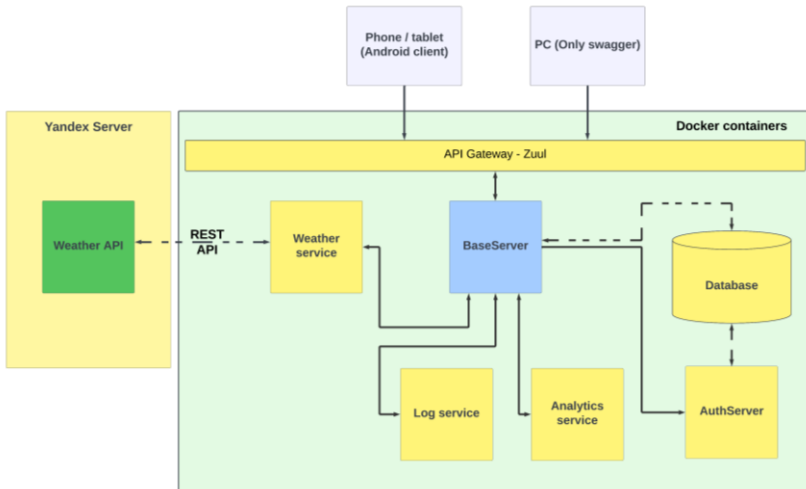 Phone / tablet
(Android client)
PC (Only swagger)
Yandex Server
Docker containers
API Gateway - Zuul
Weather API
REST
API
Weather
service
BaseServer
Database
Log service
Analytics
service
AuthServer